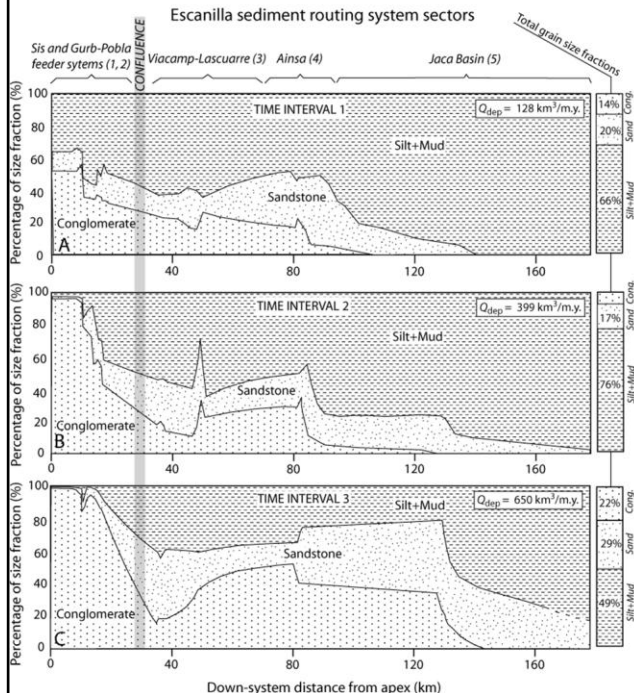 Escanilla sediment routing system sectors
Total grain size fractions
Sis and Gurb-Pobla
feeder sytems (1, 2)
CONFLUENCE
Viacamp-Lascuarre (3)
Ainsa (4)
Jaca Basin (5)
Percentage of size fraction (%)
100
80
60
40
20
0
TIME INTERVAL 1
Qdep = 128 km³/m.y.
Silt+Mud
Sandstone
Conglomerate
A
0 40 80 120 160
14%
20%
66%
Cong.
Sand
Silt+Mud
Percentage of size fraction (%)
100
80
60
40
20
0
TIME INTERVAL 2
Qdep = 399 km³/m.y.
Silt+Mud
Sandstone
Conglomerate
B
0 40 80 120 160
17%
76%
Cong.
Sand
Silt+Mud
Percentage of size fraction (%)
100
80
60
40
20
0
TIME INTERVAL 3
Qdep = 650 km³/m.y.
Silt+Mud
Sandstone
Conglomerate
C
0 40 80 120 160
22%
29%
49%
Cong.
Sand
Silt+Mud
Down-system distance from apex (km)